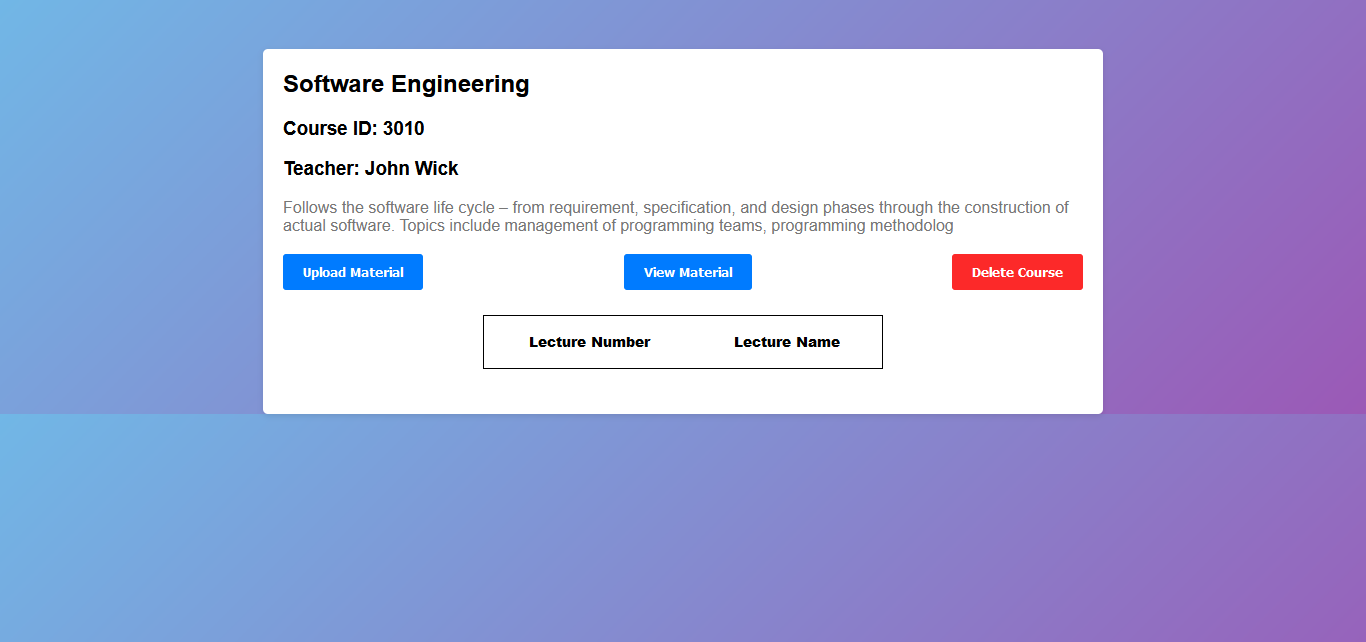 Software Engineering
Course ID: 3010
Teacher: John Wick
Follows the software life cycle – from requirement, specification, and design phases through the construction of
actual software. Topics include management of programming teams, programming methodolog
Upload Material
View Material
Delete Course
Lecture Number
Lecture Name